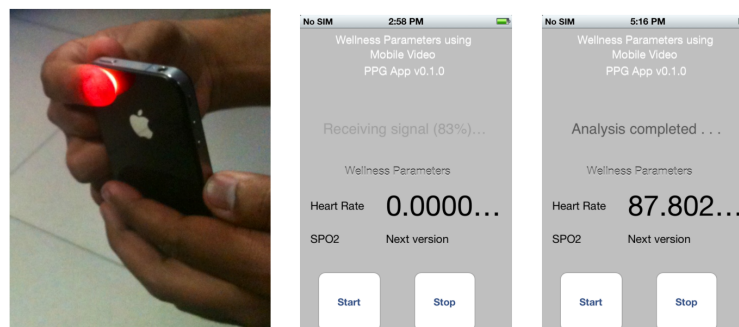 No SIM 2:58 PM
Wellness Parameters using
Mobile Video
PPG App v0.1.0
Receiving signal (83%)...
Wellness Parameters
Heart Rate 0.0000...
SPO2 Next version
Start Stop
No SIM 5:16 PM
Wellness Parameters using
Mobile Video
PPG App v0.1.0
Analysis completed . . .
Wellness Parameters
Heart Rate 87.802...
SPO2 Next version
Start Stop